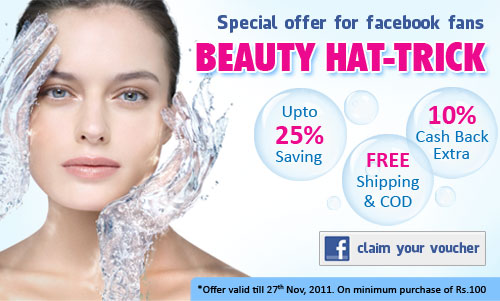 Special offer for facebook fans
BEAUTY HAT-TRICK
Upto
25%
Saving
FREE
Shipping
& COD
10%
Cash Back
Extra
f claim your voucher
*Offer valid till 27th Nov, 2011. On minimum purchase of Rs.100